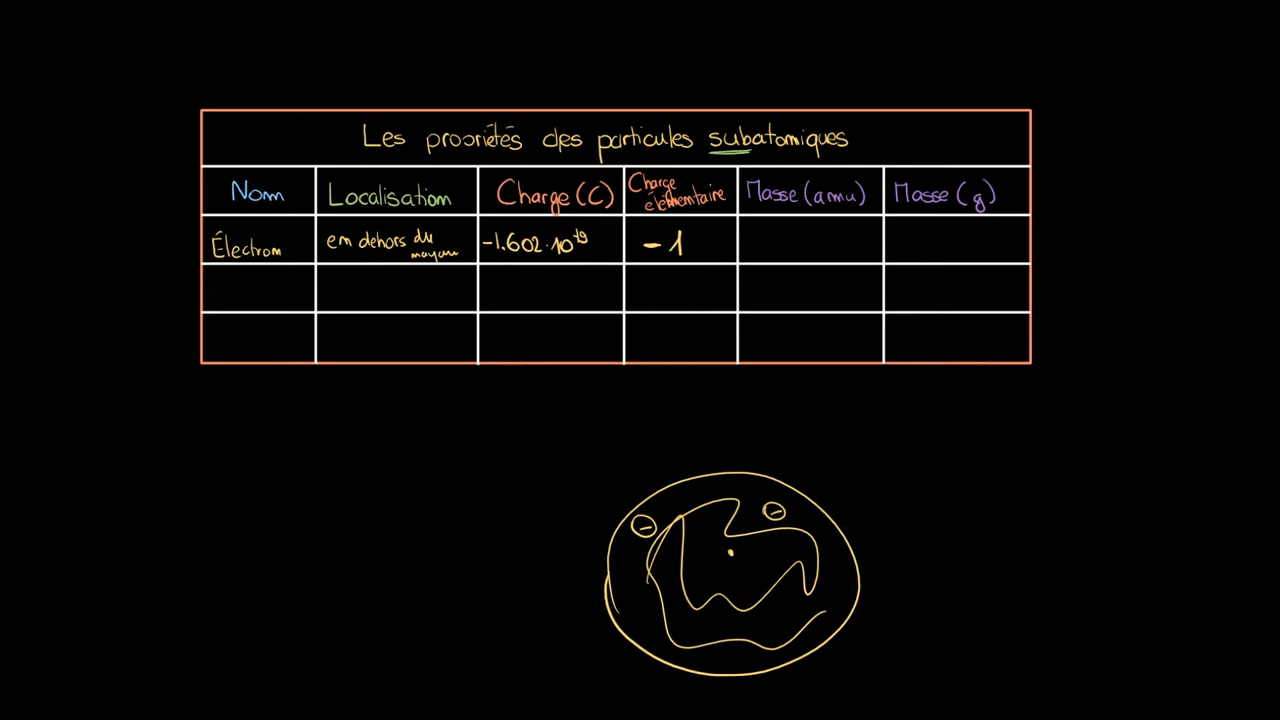 Les propriétés des particules subatomiques
Nom Localisation Charge (C) Charge élémentaire Masse (amu) Masse (g)
Électron en dehors du noyau -1.602·10⁻¹⁹ -1
- -